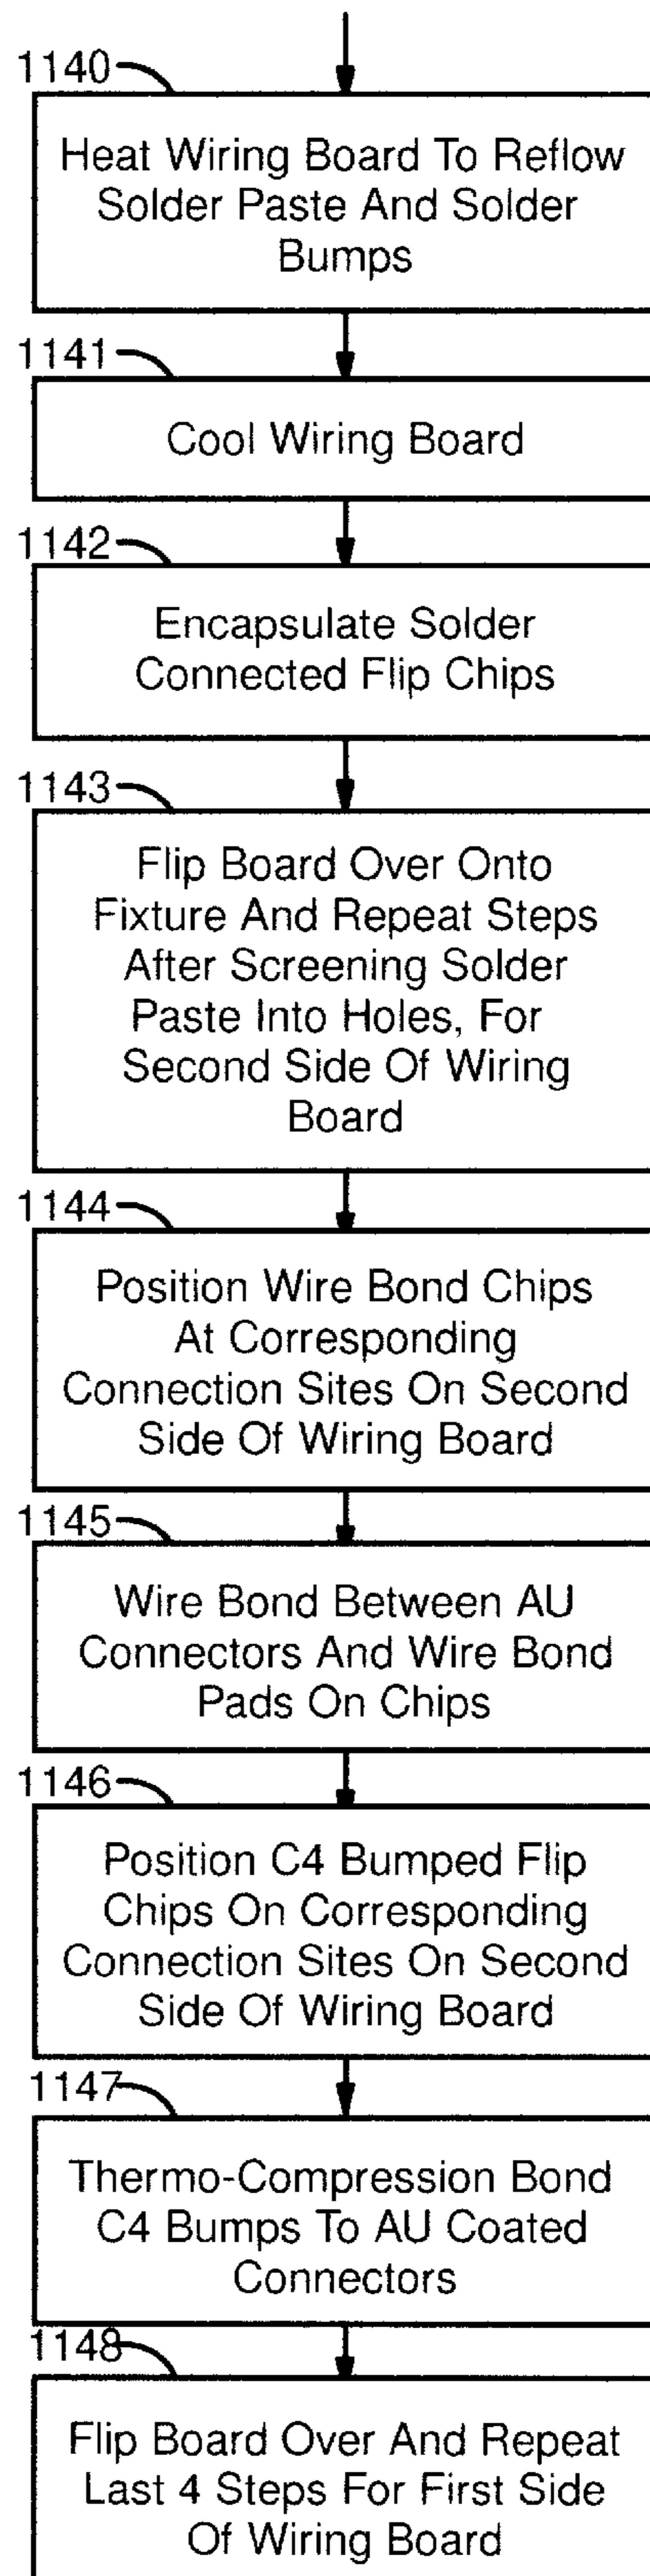 1140
Heat Wiring Board To Reflow
Solder Paste And Solder
Bumps
1141
Cool Wiring Board
1142
Encapsulate Solder
Connected Flip Chips
1143
Flip Board Over Onto
Fixture And Repeat Steps
After Screening Solder
Paste Into Holes, For
Second Side Of Wiring
Board
1144
Position Wire Bond Chips
At Corresponding
Connection Sites On Second
Side Of Wiring Board
1145
Wire Bond Between AU
Connectors And Wire Bond
Pads On Chips
1146
Position C4 Bumped Flip
Chips On Corresponding
Connection Sites On Second
Side Of Wiring Board
1147
Thermo-Compression Bond
C4 Bumps To AU Coated
Connectors
1148
Flip Board Over And Repeat
Last 4 Steps For First Side
Of Wiring Board